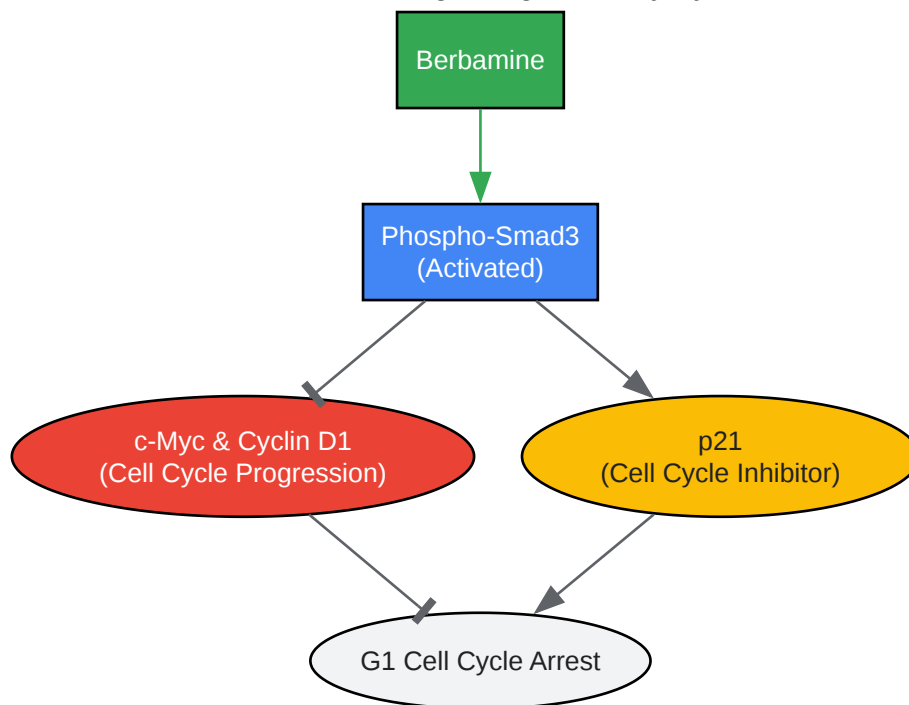 Berbamine
Phospho-Smad3
(Activated)
c-Myc & Cyclin D1
(Cell Cycle Progression)
p21
(Cell Cycle Inhibitor)
G1 Cell Cycle Arrest